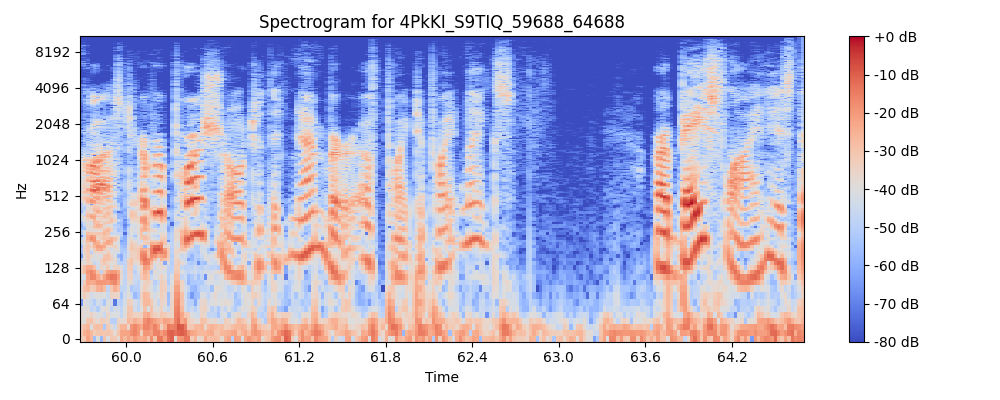 Spectrogram for 4PkKI_S9TIQ_59688_64688
Hz
8192
4096
2048
1024
512
256
128
64
0
60.0 60.6 61.2 61.8 62.4 63.0 63.6 64.2
Time
+0 dB
-10 dB
-20 dB
-30 dB
-40 dB
-50 dB
-60 dB
-70 dB
-80 dB